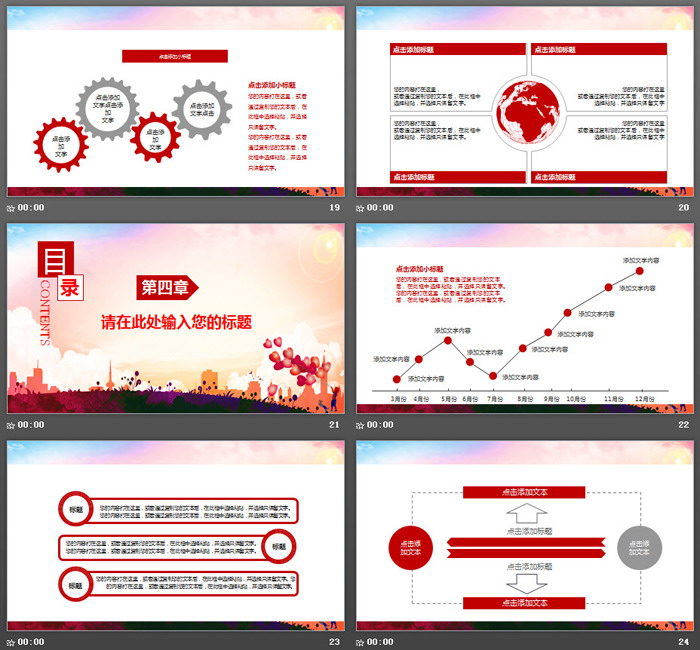 点击添加小标题
点击添加
文字点击添
加
文字
点击添加
文字点击
点击添
加
文字
点击添
加
文字
点击添加小标题
您的内容打在这里，或者
通过复制您的文本后，在
此框中选择粘贴，并选择
只保留文字。
您的内容打在这里，或者
通过复制您的文本后，在
此框中选择粘贴，并选择
只保留文字。
00:00
19
点击添加标题
点击添加标题
您的内容打在这里，
或者通过复制您的文本后，在此框中
选择粘贴，并选择只保留文字。
您的内容打在这里，
或者通过复制您的文本后，在此框中
选择粘贴，并选择只保留文字。
您的内容打在这里，
或者通过复制您的文本后，在此框中
选择粘贴，并选择只保留文字。
您的内容打在这里，
或者通过复制您的文本后，在此框中
选择粘贴，并选择只保留文字。
点击添加标题
点击添加标题
00:00
20
目
录
CONTENTS
第四章
请在此处输入您的标题
00:00
21
点击添加小标题
您的内容打在这里，或者通过复制您的文本
后，在此框中选择粘贴，并选择只保留文字。
您的内容打在这里，或者通过复制您的文本
后，在此框中选择粘贴，并选择只保留文字。
添加文字内容
添加文字内容
添加文字内容
添加文字内容
添加文字内容
添加文字内容
添加文字内容
添加文字内容
添加文字内容
添加文字内容
3月份 4月份 5月份 6月份 7月份 8月份 9月份 10月份 11月份 12月份
00:00
22
标题
您的内容打在这里，或者通过复制您的文本后，在此框中选择粘贴，并选择只保留文字。
您的内容打在这里，或者通过复制您的文本后，在此框中选择粘贴，并选择只保留文字。
您的内容打在这里，或者通过复制您的文本后，在此框中选择粘贴，并选择只保留文字。
您的内容打在这里，或者通过复制您的文本后，在此框中选择粘贴，并选择只保留文字。
标题
标题
您的内容打在这里，或者通过复制您的文本后，在此框中选择粘贴，并选择只保留文字。您
的内容打在这里，或者通过复制您的文本后，在此框中选择粘贴，并选择只保留文字。
00:00
23
点击添加文本
点击添加标题
点击添
加文本
点击添
加文本
点击添加标题
点击添加文本
00:00
24